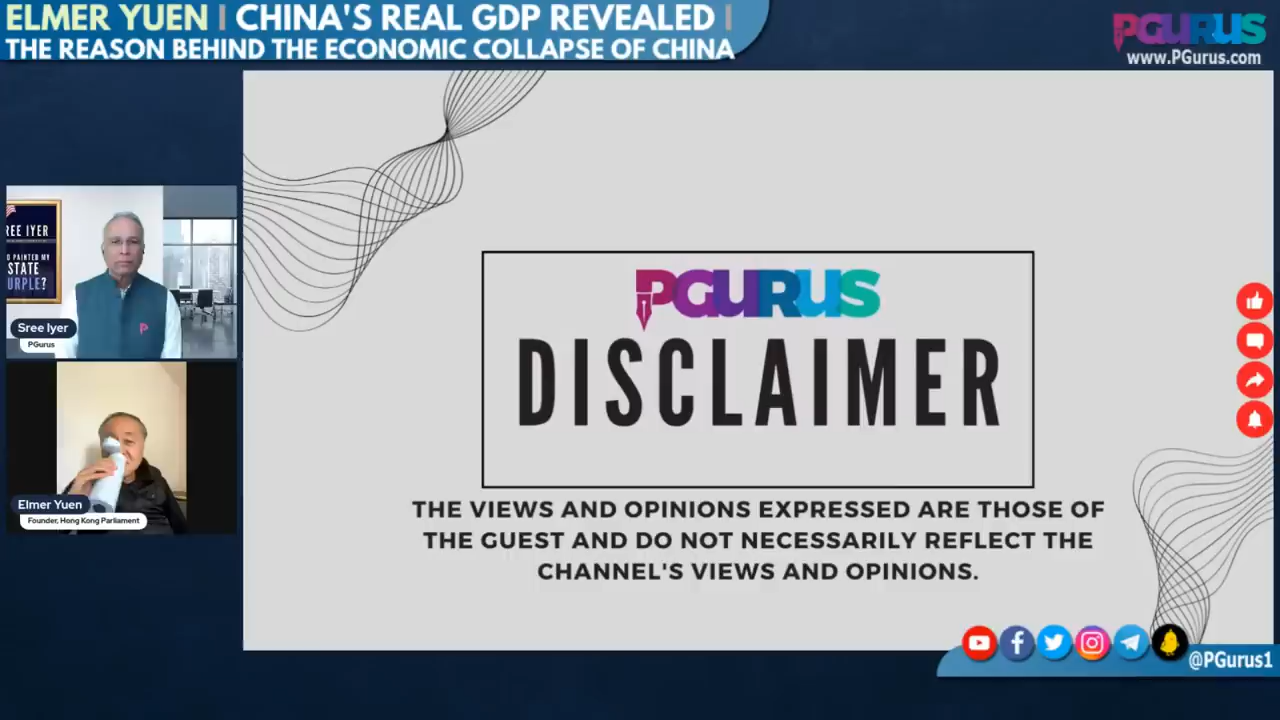 ELMER YUEN | CHINA'S REAL GDP REVEALED |
THE REASON BEHIND THE ECONOMIC COLLAPSE OF CHINA
PGURUS
www.PGurus.com
REE IYER
PAINTED MY
STATE
URPLE?
P
Sree Iyer
PGurus
Elmer Yuen
Founder, Hong Kong Parliament
PGURUS
DISCLAIMER
THE VIEWS AND OPINIONS EXPRESSED ARE THOSE OF
THE GUEST AND DO NOT NECESSARILY REFLECT THE
CHANNEL'S VIEWS AND OPINIONS.
@PGurus1